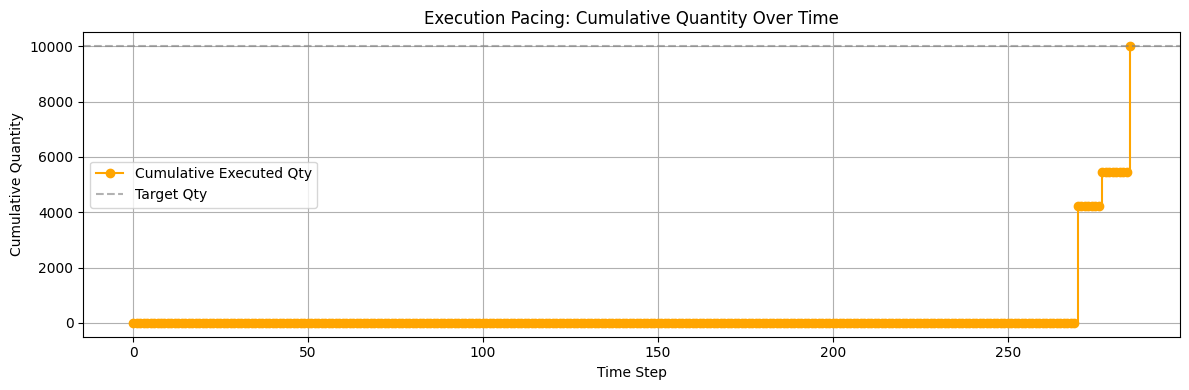 Execution Pacing: Cumulative Quantity Over Time
Cumulative Quantity
10000
8000
6000
4000
2000
0
Cumulative Executed Qty
Target Qty
0 50 100 150 200 250
Time Step